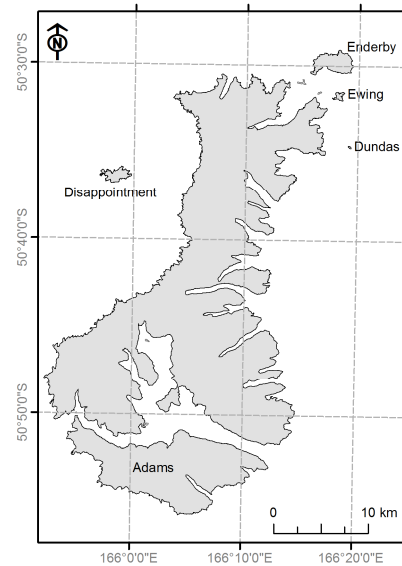 N
Enderby
50°30'0"S
Ewing
Dundas
Disappointment
50°40'0"S
50°50'0"S
Adams
0 10 km
166°0'0"E 166°10'0"E 166°20'0"E